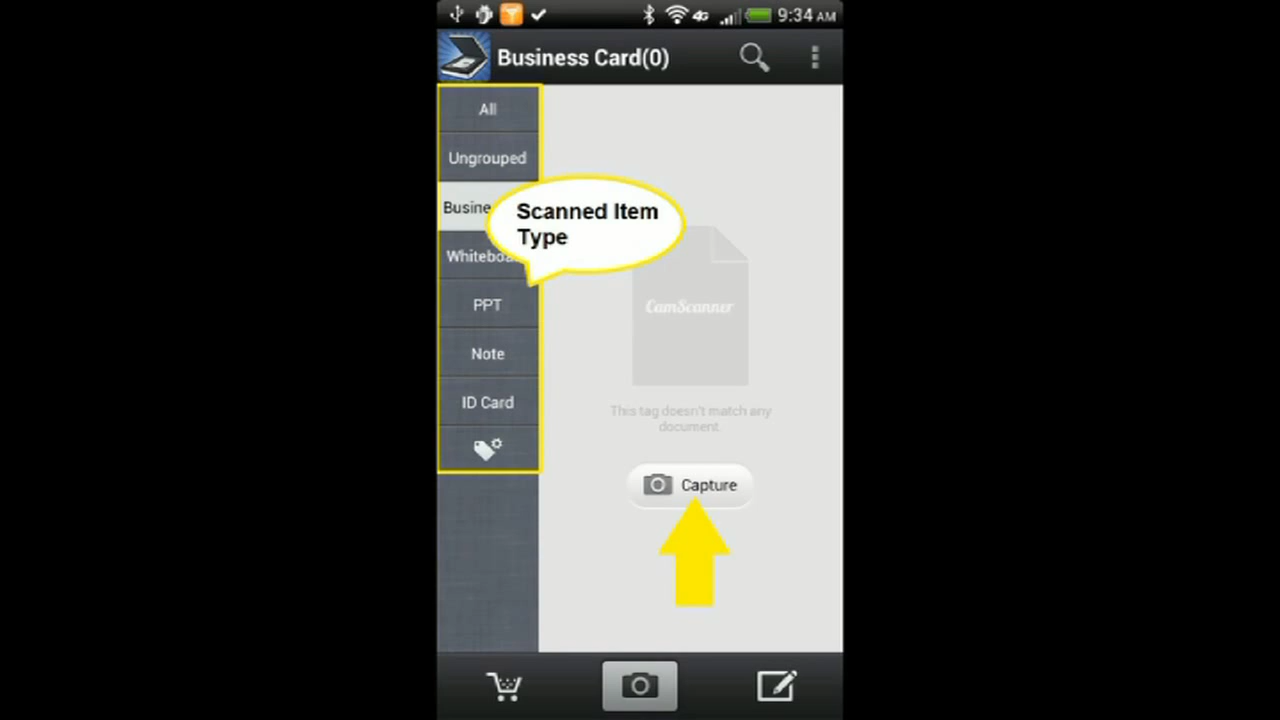 4G 9:34 AM
Business Card(0)
All
Ungrouped
Busine
Scanned Item
Type
Whiteboa
PPT
Note
ID Card
CamScanner
This tag doesn't match any
document.
Capture